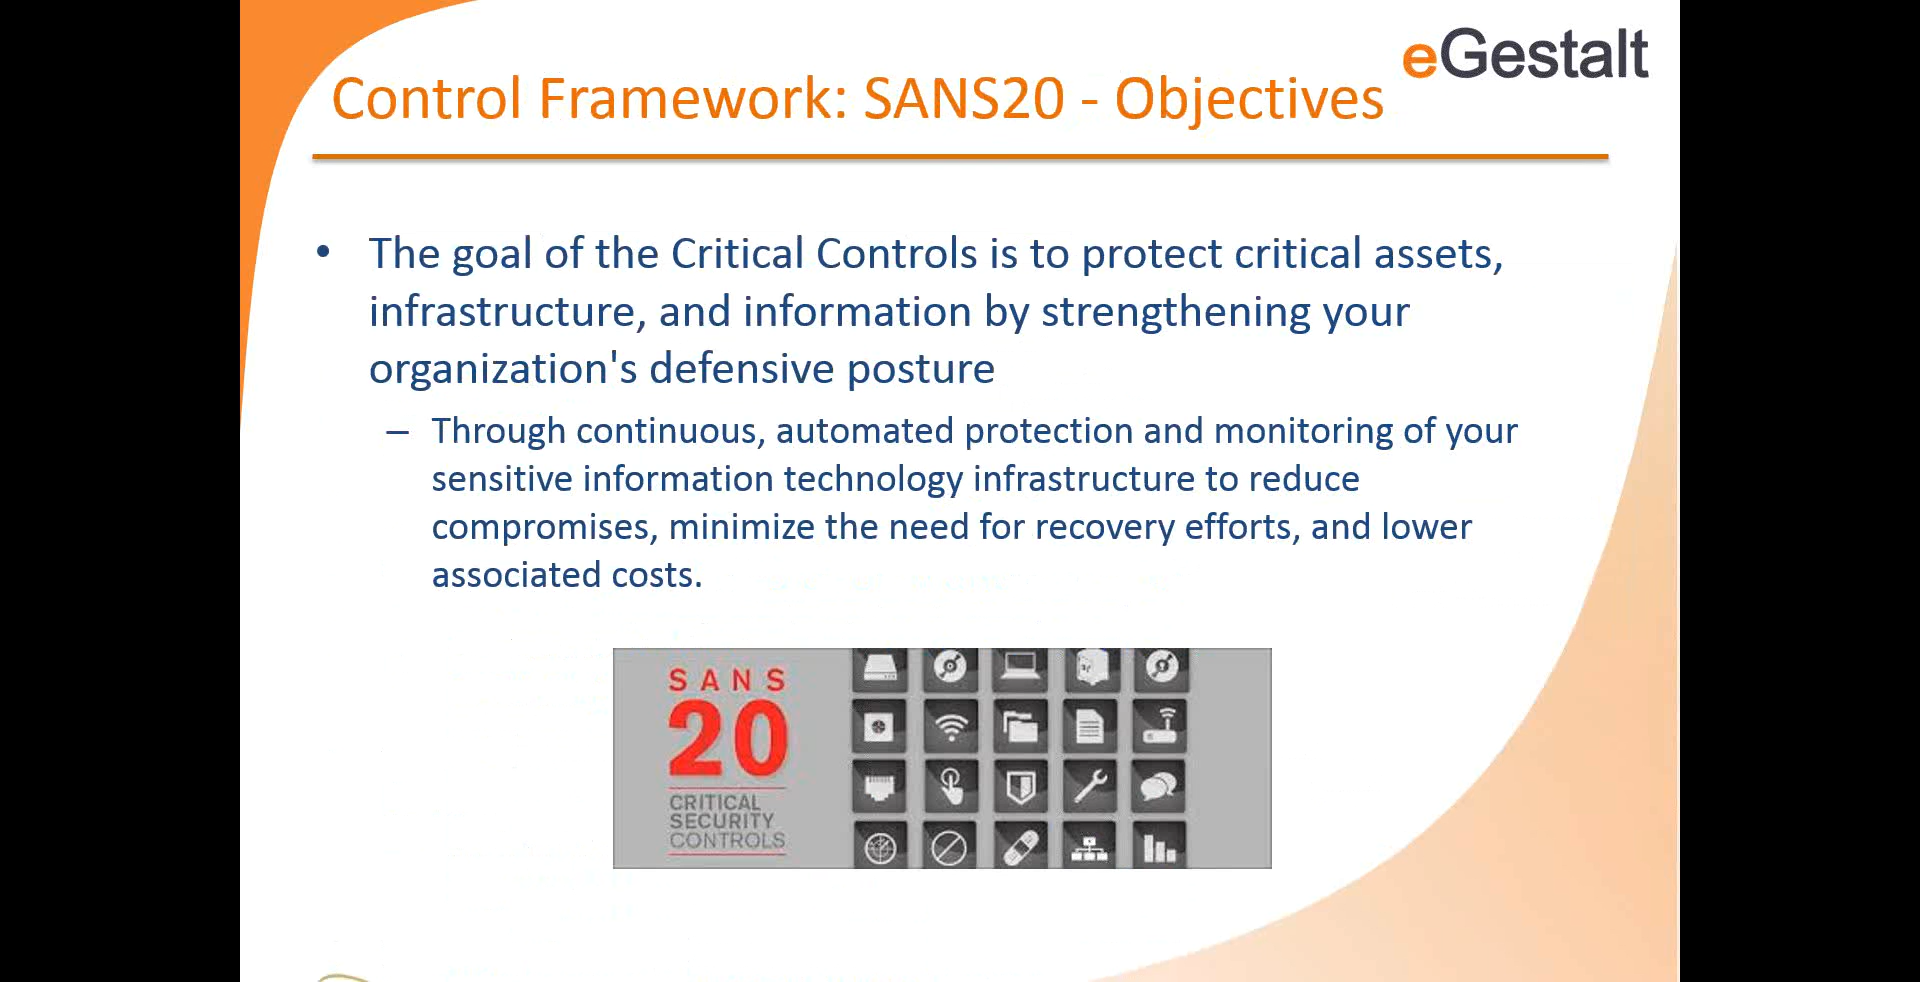 eGestalt
Control Framework: SANS20 - Objectives
• The goal of the Critical Controls is to protect critical assets,
infrastructure, and information by strengthening your
organization's defensive posture
– Through continuous, automated protection and monitoring of your
sensitive information technology infrastructure to reduce
compromises, minimize the need for recovery efforts, and lower
associated costs.
SANS
20
CRITICAL
SECURITY
CONTROLS